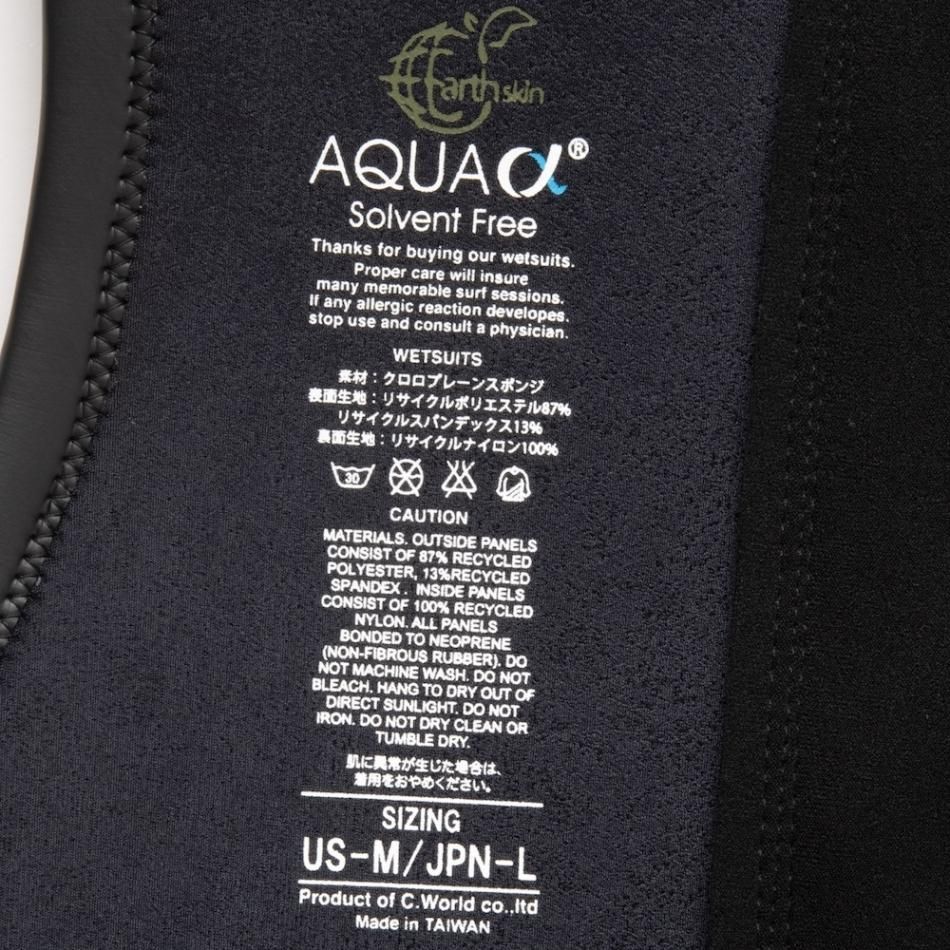 Earth skin
AQUA α®
Solvent Free
Thanks for buying our wetsuits.
Proper care will insure
many memorable surf sessions.
If any allergic reaction developes.
stop use and consult a physician.
WETSUITS
素材：クロロプレーンスポンジ
表面生地：リサイクルポリエステル87%
リサイクルスパンデックス13%
裏面生地：リサイクルナイロン100%
30
CAUTION
MATERIALS. OUTSIDE PANELS
CONSIST OF 87% RECYCLED
POLYESTER, 13%RECYCLED
SPANDEX . INSIDE PANELS
CONSIST OF 100% RECYCLED
NYLON. ALL PANELS
BONDED TO NEOPRENE
(NON-FIBROUS RUBBER). DO
NOT MACHINE WASH. DO NOT
BLEACH. HANG TO DRY OUT OF
DIRECT SUNLIGHT. DO NOT
IRON. DO NOT DRY CLEAN OR
TUMBLE DRY.
肌に異常が生じた場合は、
着用をおやめください。
SIZING
US-M/JPN-L
Product of C.World co.,ltd
Made in TAIWAN